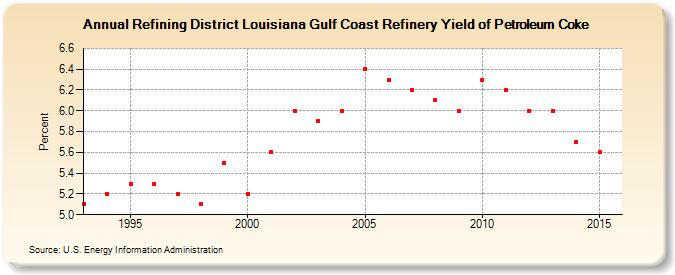 Annual Refining District Louisiana Gulf Coast Refinery Yield of Petroleum Coke
Percent
6.6
6.4
6.2
6.0
5.8
5.6
5.4
5.2
5.0
1995 2000 2005 2010 2015
Source: U.S. Energy Information Administration